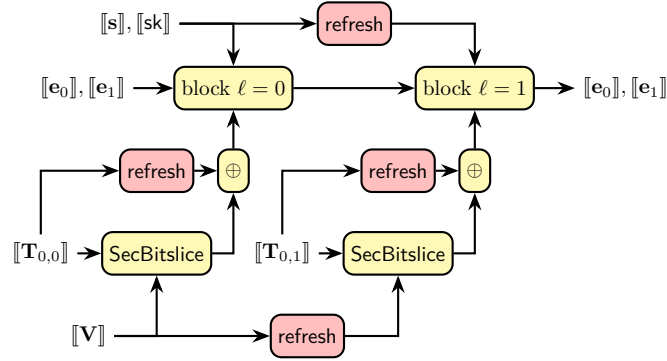 ⟦s⟧, ⟦sk⟧ refresh
⟦e₀⟧, ⟦e₁⟧ block ℓ = 0 block ℓ = 1 ⟦e₀⟧, ⟦e₁⟧
refresh ⊕ refresh ⊕
⟦T₀,₀⟧ SecBitslice ⟦T₀,₁⟧ SecBitslice
⟦V⟧ refresh